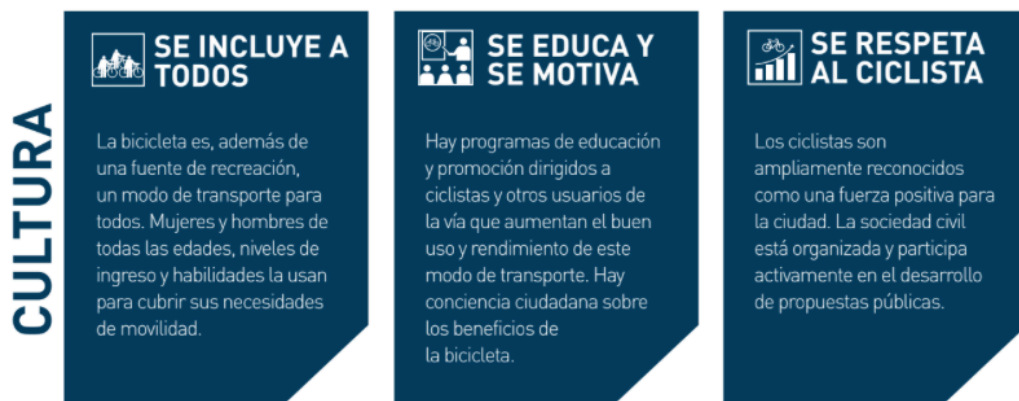 CULTURA
SE INCLUYE A
TODOS
La bicicleta es, además de
una fuente de recreación,
un modo de transporte para
todos. Mujeres y hombres de
todas las edades, niveles de
ingreso y habilidades la usan
para cubrir sus necesidades
de movilidad.
SE EDUCA Y
SE MOTIVA
Hay programas de educación
y promoción dirigidos a
ciclistas y otros usuarios de
la vía que aumentan el buen
uso y rendimiento de este
modo de transporte. Hay
conciencia ciudadana sobre
los beneficios de
la bicicleta.
SE RESPETA
AL CICLISTA
Los ciclistas son
ampliamente reconocidos
como una fuerza positiva para
la ciudad. La sociedad civil
está organizada y participa
activamente en el desarrollo
de propuestas públicas.